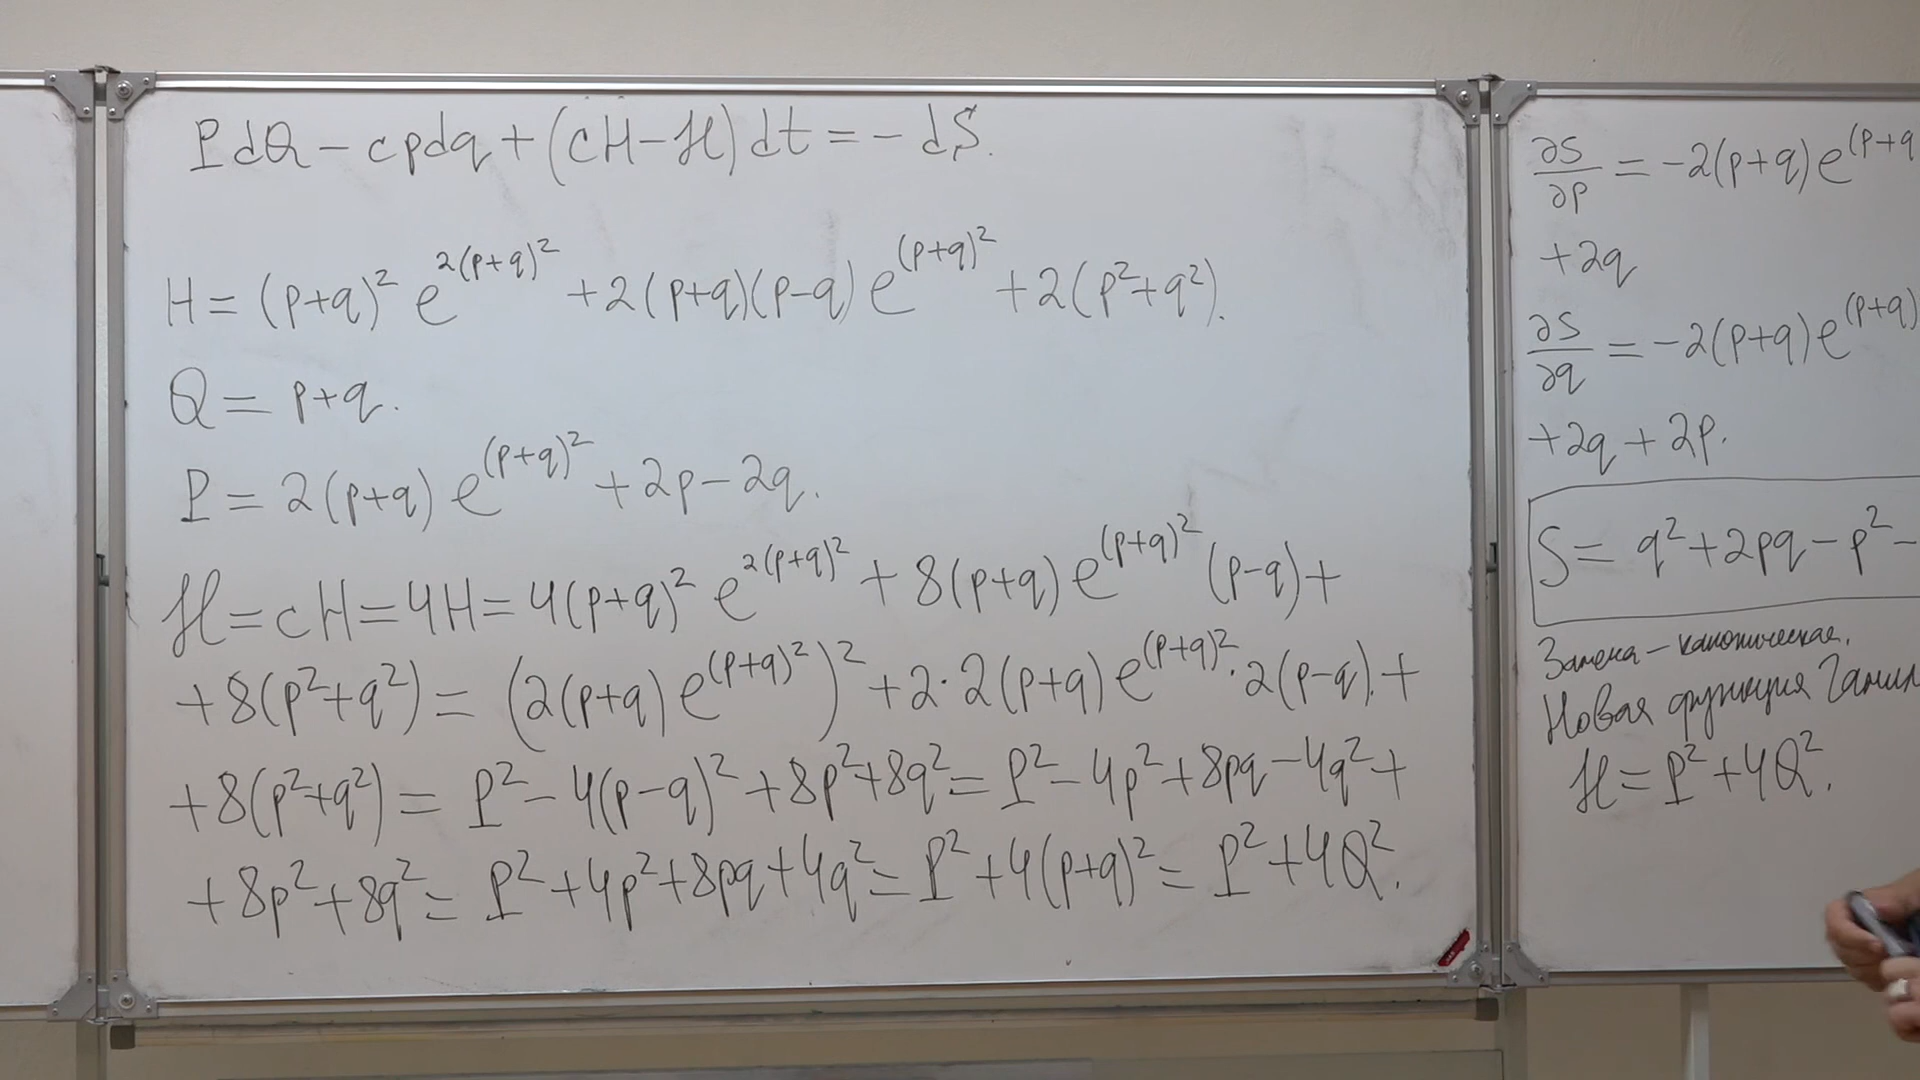 PdQ − cpdq + (cH − ℋ)dt = − dS.
H = (p+q)² e^{2(p+q)²} + 2(p+q)(p−q) e^{(p+q)²} + 2(p²+q²).
Q = p+q.
P = 2(p+q) e^{(p+q)²} + 2p − 2q.
ℋ = cH = 4H = 4(p+q)² e^{2(p+q)²} + 8(p+q) e^{(p+q)²} (p−q) +
+ 8(p²+q²) = (2(p+q) e^{(p+q)²})² + 2·2(p+q) e^{(p+q)²}·2(p−q) +
+ 8(p²+q²) = P² − 4(p−q)² + 8p² + 8q² = P² − 4p² + 8pq − 4q² +
+ 8p² + 8q² = P² + 4p² + 8pq + 4q² = P² + 4(p+q)² = P² + 4Q².
∂S/∂p = −2(p+q) e^{(p+q
+2q
∂S/∂q = −2(p+q) e^{(p+q)
+2q + 2p.
S = q² + 2pq − p² −
Замена – каноническая.
Новая функция Гамил
ℋ = P² + 4Q².